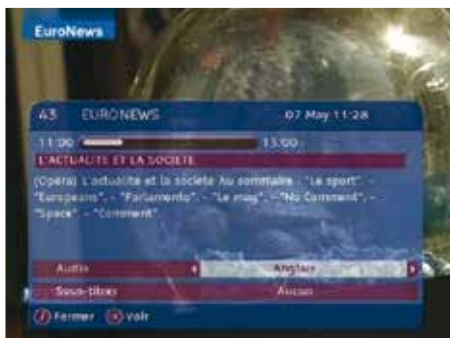 EuroNews
43 EURONEWS 07 May 11:28
11:00 13:00
L'ACTUALITE ET LA SOCIETE
(Opéra) L'actualité et la société Au sommaire : "Le sport". -
"Europeans". - "Parlamento". - "Le mag". - "No Comment". -
"Space". - "Comment".
Audio Anglais
Sous-titres Aucun
Fermer Voir